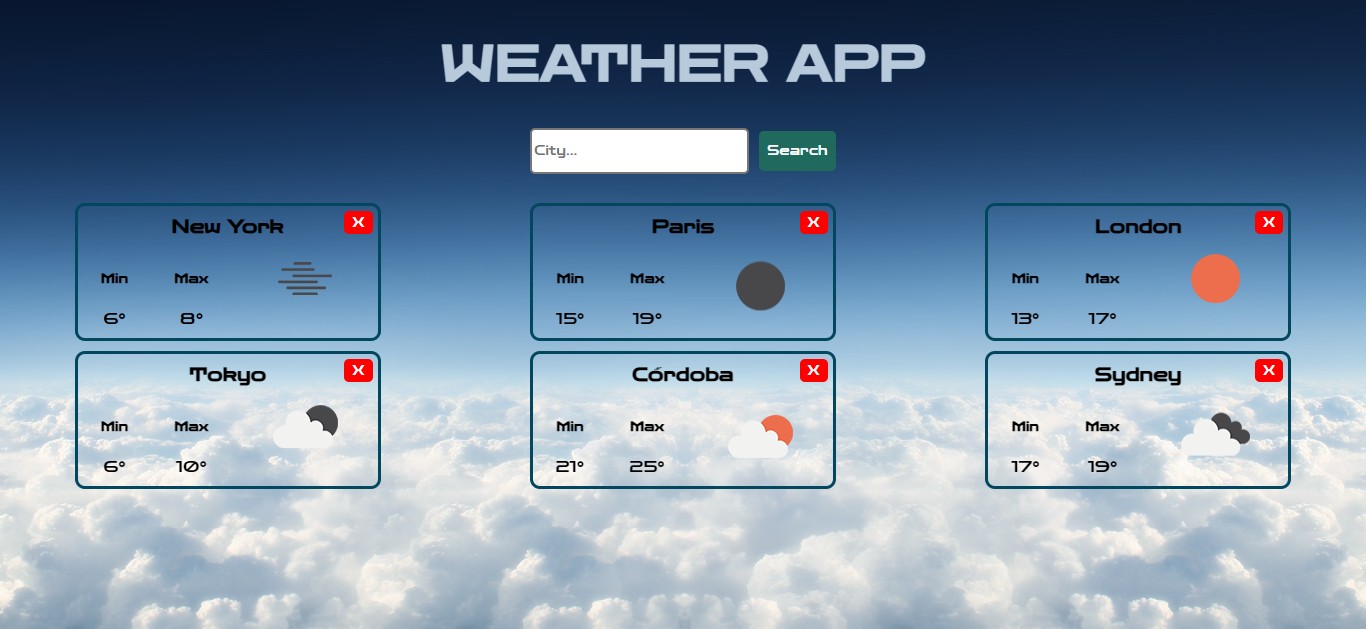 WEATHER APP
City...
Search
New York
X
Min Max
6° 8°
Paris
X
Min Max
15° 19°
London
X
Min Max
13° 17°
Tokyo
X
Min Max
6° 10°
Córdoba
X
Min Max
21° 25°
Sydney
X
Min Max
17° 19°